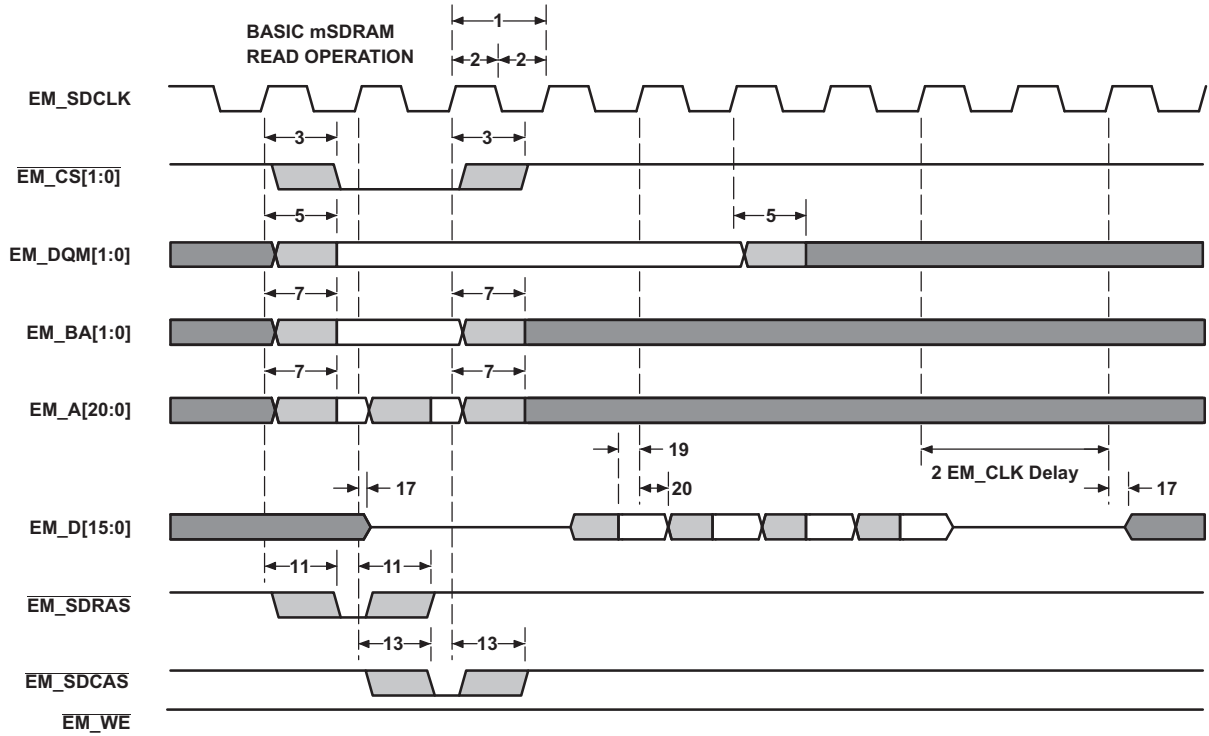 BASIC mSDRAM
READ OPERATION
1
2 2
EM_SDCLK
3 3
EM_CS[1:0]
5 5
EM_DQM[1:0]
7 7
EM_BA[1:0]
7 7
EM_A[20:0]
19
2 EM_CLK Delay
17 20 17
EM_D[15:0]
11 11
EM_SDRAS
13 13
EM_SDCAS
EM_WE